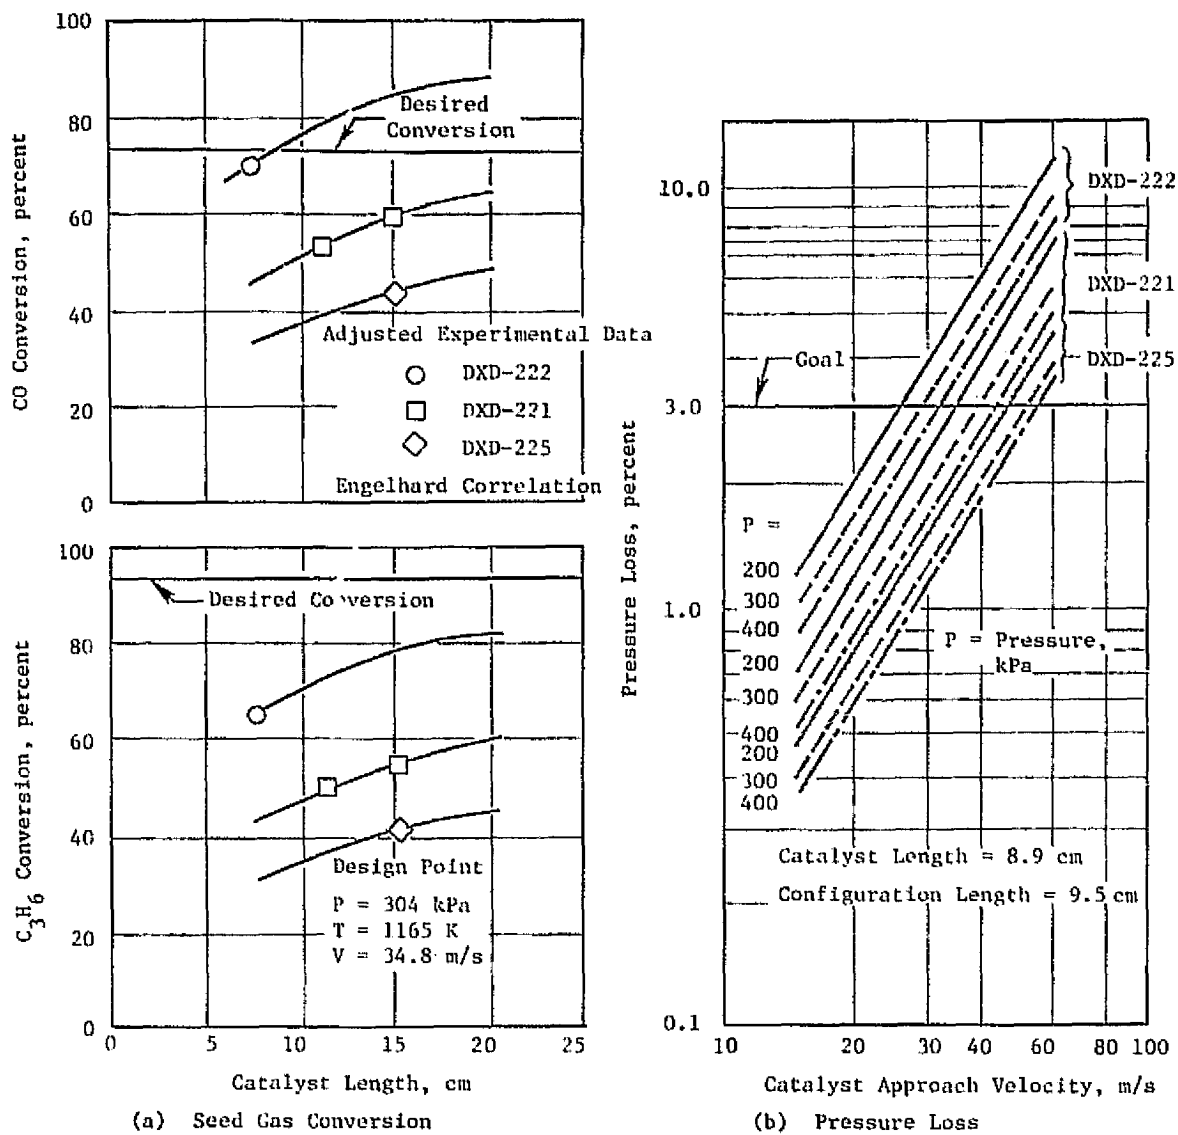 100
80
60
40
20
0
CO Conversion, percent
Desired
Conversion
Adjusted Experimental Data
DXD-222
DXD-221
DXD-225
Engelhard Correlation
100
80
60
40
20
0
C3H6 Conversion, percent
Desired Conversion
Design Point
P = 304 kPa
T = 1165 K
V = 34.8 m/s
0 5 10 15 20 25
Catalyst Length, cm
(a) Seed Gas Conversion
10.0
3.0
1.0
0.1
Pressure Loss, percent
DXD-222
DXD-221
DXD-225
Goal
P =
200
300
400
200
300
400
200
300
400
P = Pressure,
kPa
Catalyst Length = 8.9 cm
Configuration Length = 9.5 cm
10 20 30 40 60 80 100
Catalyst Approach Velocity, m/s
(b) Pressure Loss